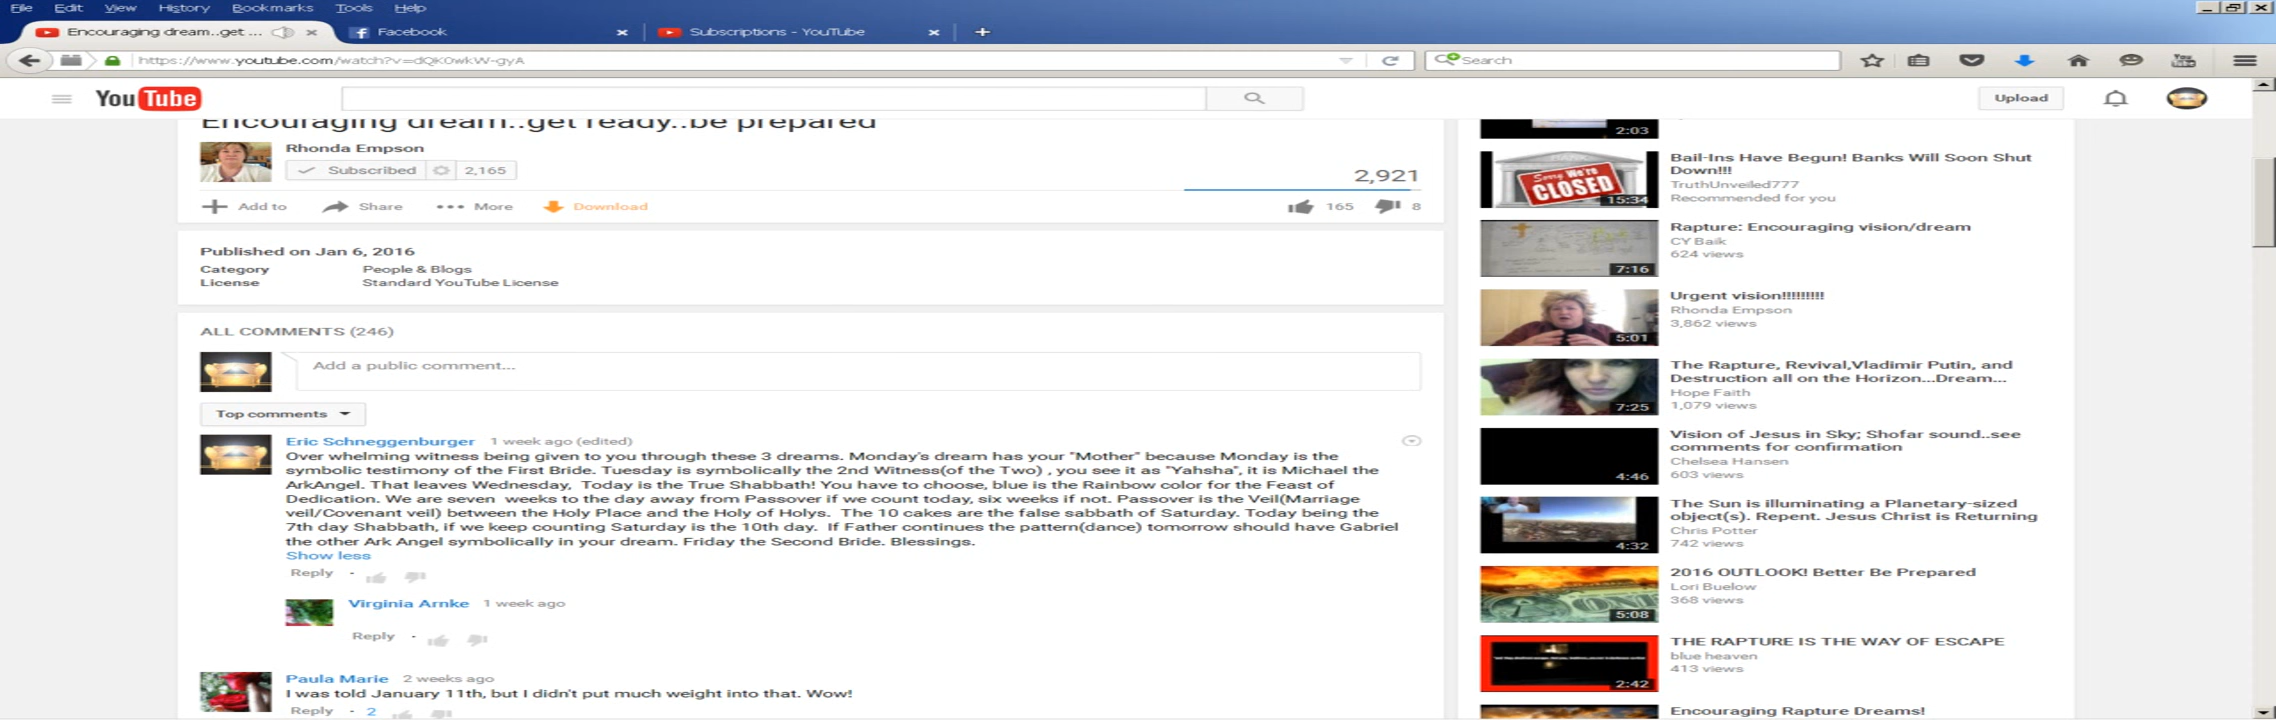 File Edit View History Bookmarks Tools Help
Encouraging dream..get ...
Facebook
Subscriptions - YouTube
https://www.youtube.com/watch?v=dQK0wkW-gyA
Search
YouTube
Upload
Encouraging dream..get ready..be prepared
Rhonda Empson
Subscribed 2,165
2,921
Add to Share More Download
165 8
Published on Jan 6, 2016
Category People & Blogs
License Standard YouTube License
ALL COMMENTS (246)
Add a public comment...
Top comments
Eric Schneggenburger 1 week ago (edited)
Over whelming witness being given to you through these 3 dreams. Monday's dream has your "Mother" because Monday is the
symbolic testimony of the First Bride. Tuesday is symbolically the 2nd Witness(of the Two) , you see it as "Yahsha", it is Michael the
ArkAngel. That leaves Wednesday, Today is the True Shabbath! You have to choose, blue is the Rainbow color for the Feast of
Dedication. We are seven weeks to the day away from Passover if we count today, six weeks if not. Passover is the Veil(Marriage
veil/Covenant veil) between the Holy Place and the Holy of Holys. The 10 cakes are the false sabbath of Saturday. Today being the
7th day Shabbath, if we keep counting Saturday is the 10th day. If Father continues the pattern(dance) tomorrow should have Gabriel
the other Ark Angel symbolically in your dream. Friday the Second Bride. Blessings.
Show less
Reply
Virginia Arnke 1 week ago
Reply
Paula Marie 2 weeks ago
I was told January 11th, but I didn't put much weight into that. Wow!
Reply 2
2:03
Sorry We're
CLOSED
15:34
Bail-Ins Have Begun! Banks Will Soon Shut
Down!!!
TruthUnveiled777
Recommended for you
7:16
Rapture: Encouraging vision/dream
CY Baik
624 views
5:01
Urgent vision!!!!!!!!!
Rhonda Empson
3,862 views
7:25
The Rapture, Revival,Vladimir Putin, and
Destruction all on the Horizon...Dream...
Hope Faith
1,079 views
4:46
Vision of Jesus in Sky; Shofar sound..see
comments for confirmation
Chelsea Hansen
603 views
4:32
The Sun is illuminating a Planetary-sized
object(s). Repent. Jesus Christ is Returning
Chris Potter
742 views
5:08
2016 OUTLOOK! Better Be Prepared
Lori Buelow
368 views
2:42
THE RAPTURE IS THE WAY OF ESCAPE
blue heaven
413 views
Encouraging Rapture Dreams!